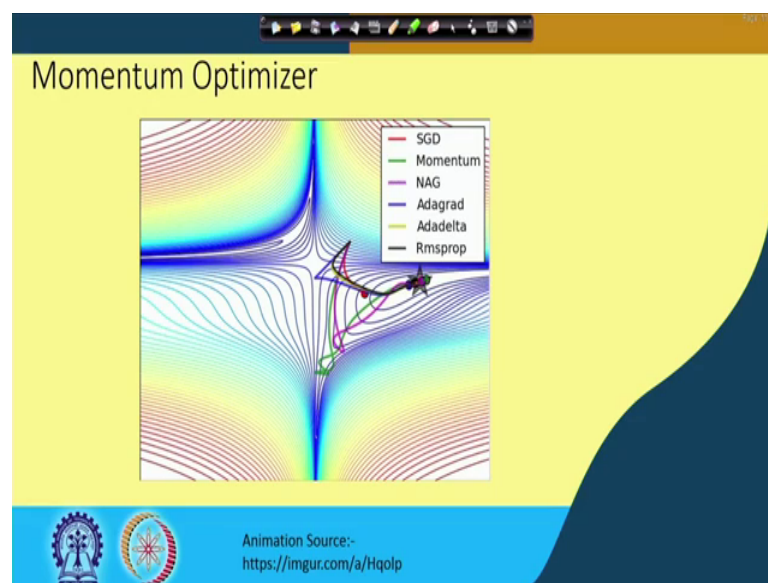 Momentum Optimizer
SGD
Momentum
NAG
Adagrad
Adadelta
Rmsprop
Animation Source:-
https://imgur.com/a/Hqolp